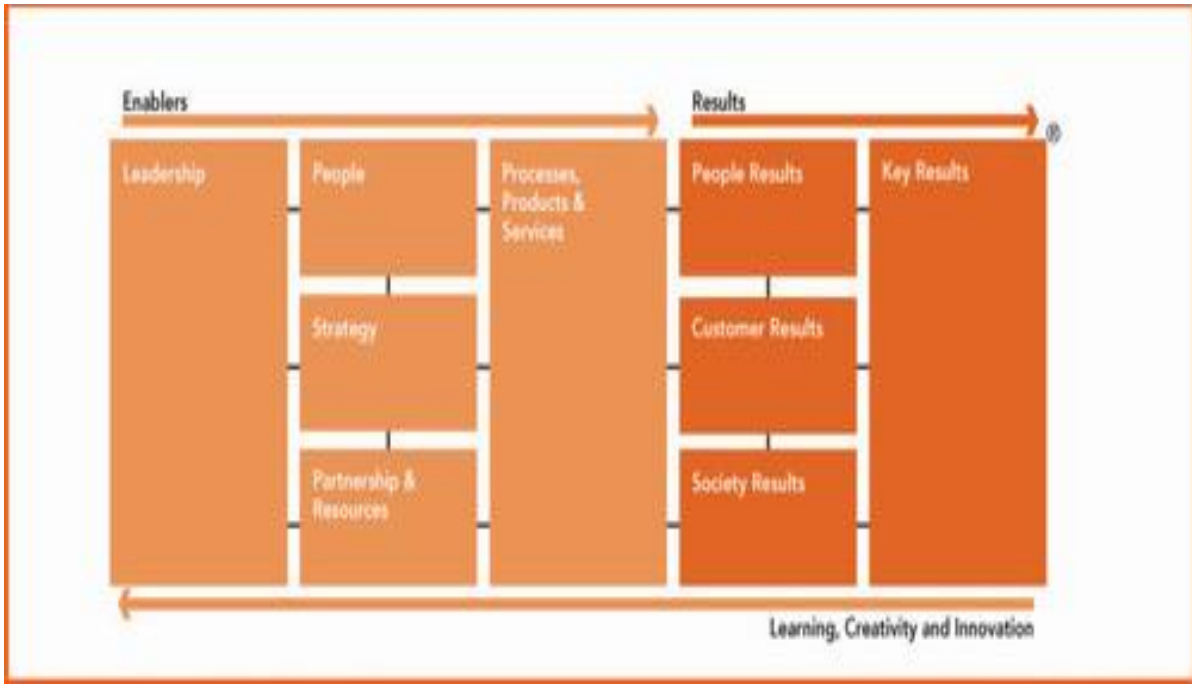 Enablers
Results
®
Leadership
People
Processes,
Products &
Services
People Results
Key Results
Strategy
Customer Results
Partnership &
Resources
Society Results
Learning, Creativity and Innovation